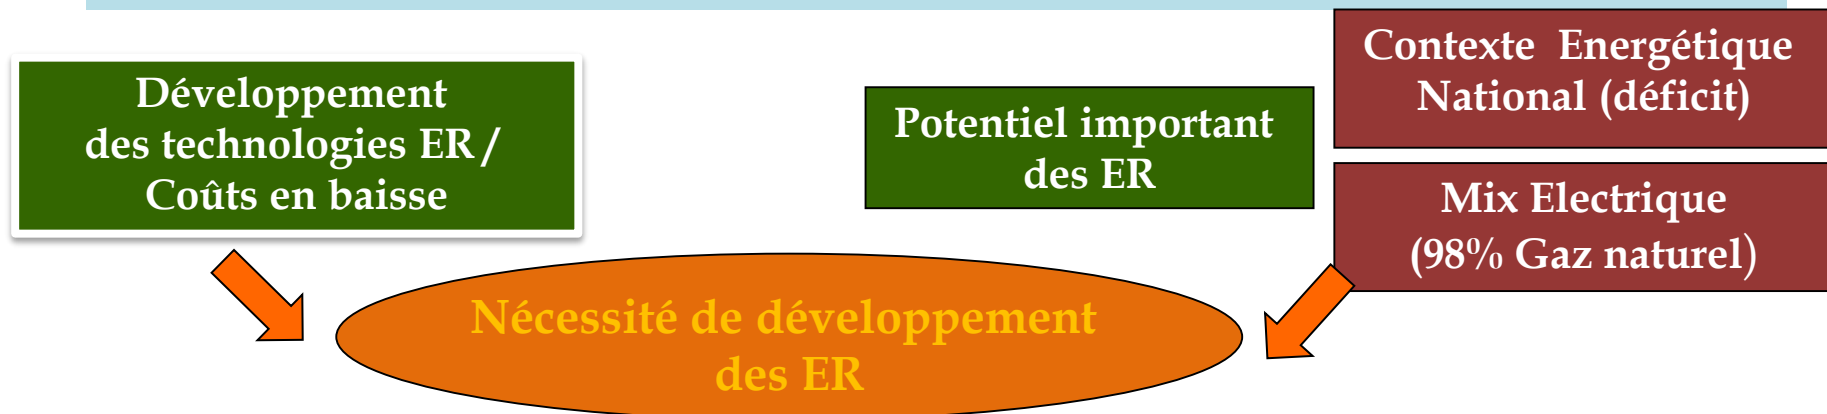 Développement
des technologies ER /
Coûts en baisse
Potentiel important
des ER
Contexte Energétique
National (déficit)
Mix Electrique
(98% Gaz naturel)
Nécessité de développement
des ER